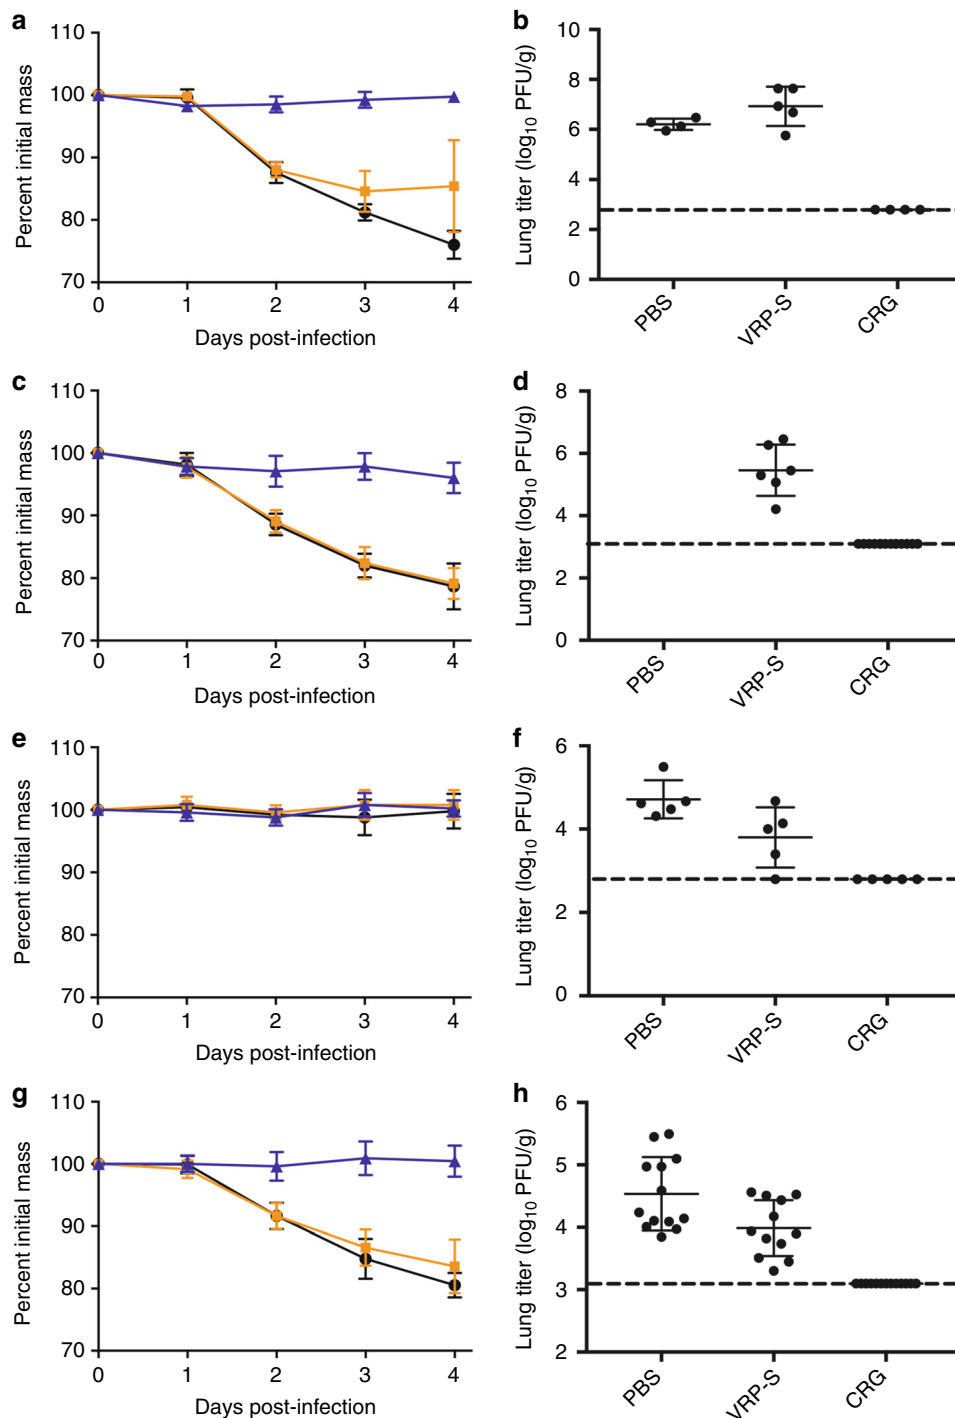 a
110
100
90
80
70
Percent initial mass
0 1 2 3 4
Days post-infection
b
10
8
6
4
2
0
Lung titer (log10 PFU/g)
PBS VRP-S CRG
c
110
100
90
80
70
Percent initial mass
0 1 2 3 4
Days post-infection
d
8
6
4
2
0
Lung titer (log10 PFU/g)
PBS VRP-S CRG
e
110
100
90
80
70
Percent initial mass
0 1 2 3 4
Days post-infection
f
6
4
2
0
Lung titer (log10 PFU/g)
PBS VRP-S CRG
g
110
100
90
80
70
Percent initial mass
0 1 2 3 4
Days post-infection
h
6
5
4
3
2
Lung titer (log10 PFU/g)
PBS VRP-S CRG